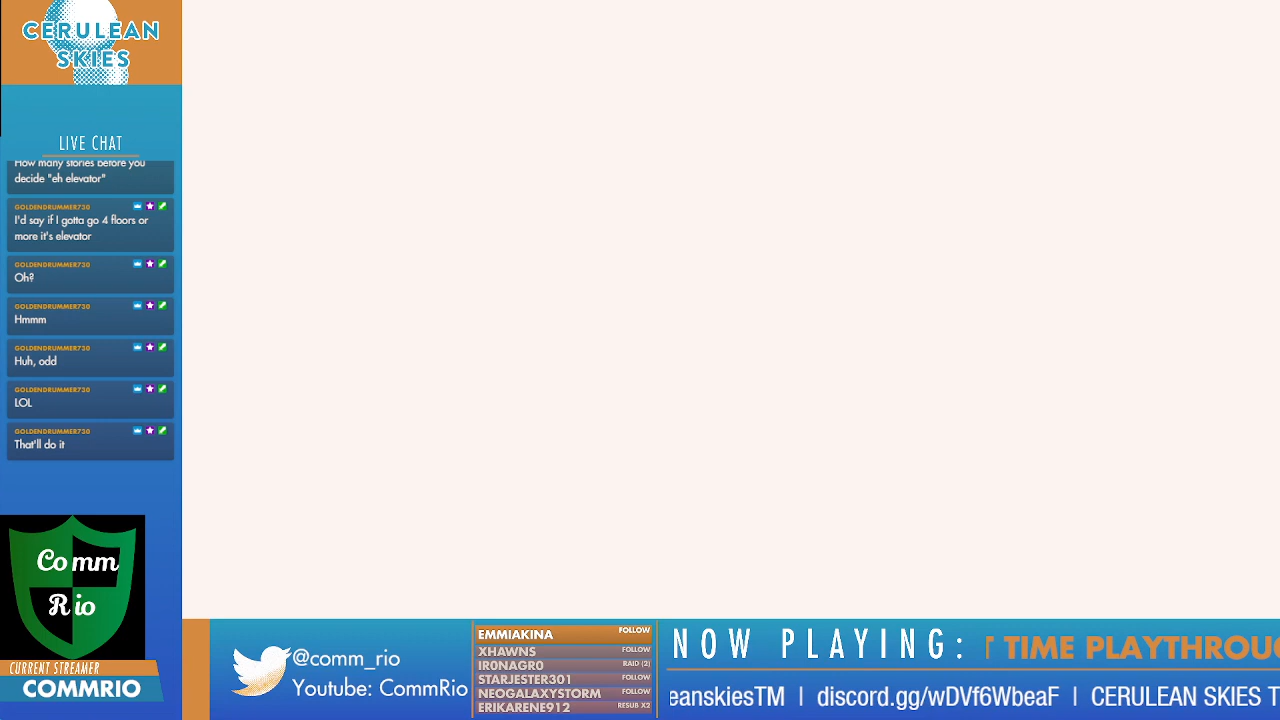 CERULEAN
SKIES
LIVE CHAT
How many stories before you
decide "eh elevator"
GOLDENDRUMMER730
I'd say if I gotta go 4 floors or
more it's elevator
GOLDENDRUMMER730
Oh?
GOLDENDRUMMER730
Hmmm
GOLDENDRUMMER730
Huh, odd
GOLDENDRUMMER730
LOL
GOLDENDRUMMER730
That'll do it
Comm
Rio
CURRENT STREAMER
COMMRIO
@comm_rio
Youtube: CommRio
EMMIAKINA FOLLOW
XHAWNS FOLLOW
IR0NAGR0 RAID (2)
STARJESTER301 FOLLOW
NEOGALAXYSTORM FOLLOW
ERIKARENE912 RESUB X2
NOW PLAYING: T TIME PLAYTHROUG
eanskiesTM | discord.gg/wDVf6WbeaF | CERULEAN SKIES T